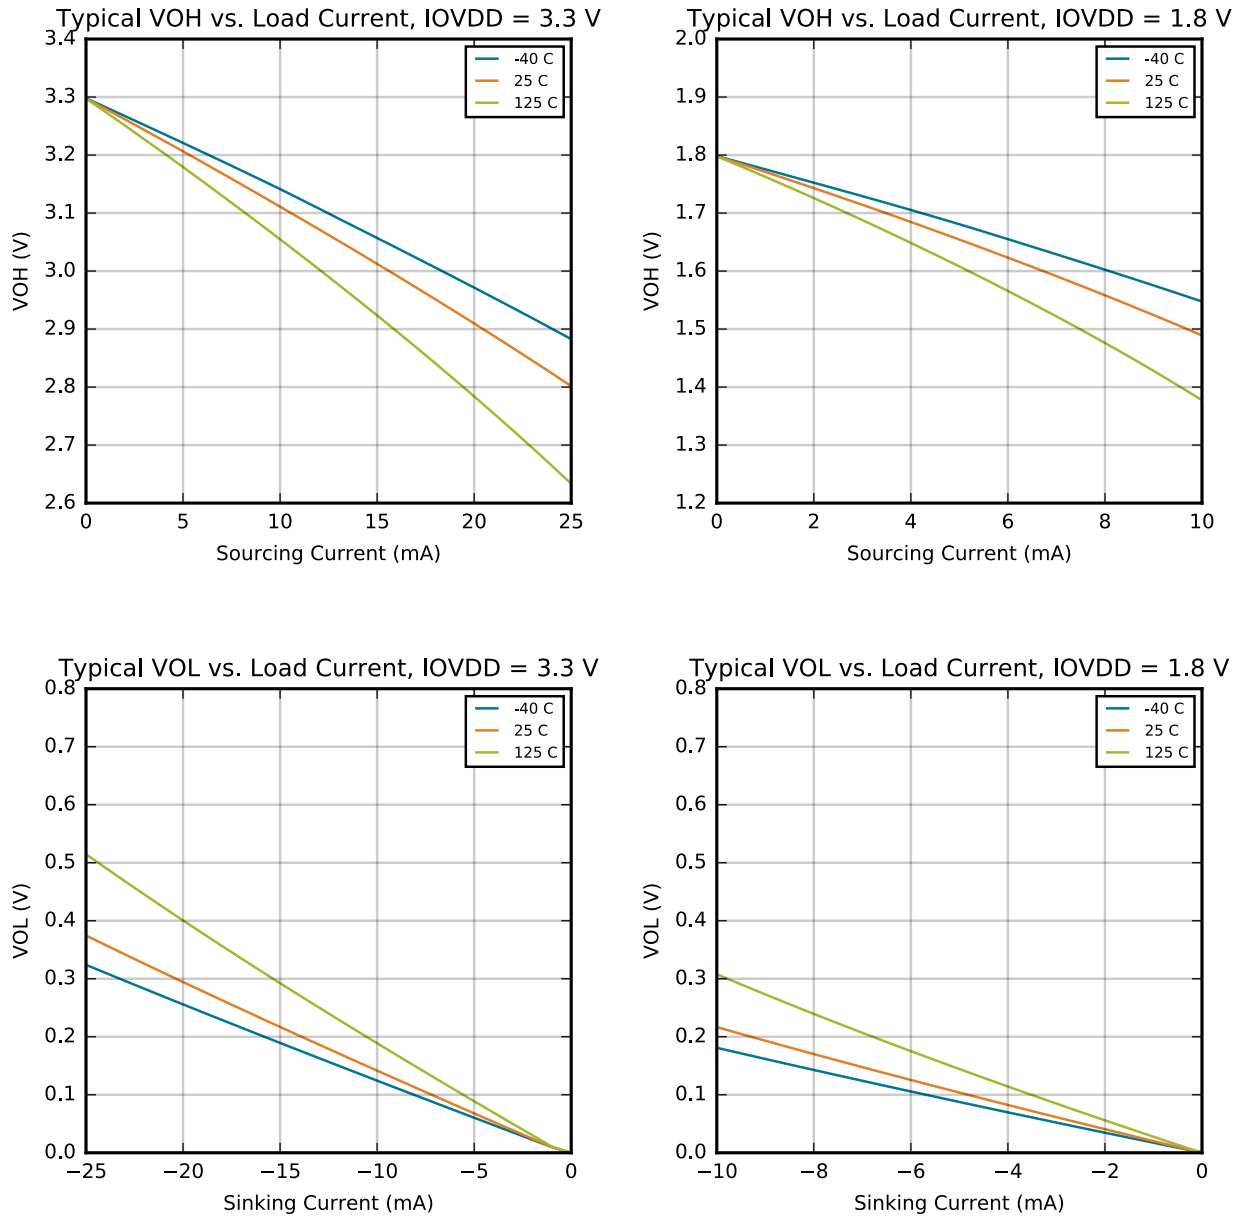 Typical VOH vs. Load Current, IOVDD = 3.3 V
3.4
3.3
3.2
3.1
3.0
2.9
2.8
2.7
2.6
VOH (V)
-40 C
25 C
125 C
0 5 10 15 20 25
Sourcing Current (mA)
Typical VOH vs. Load Current, IOVDD = 1.8 V
2.0
1.9
1.8
1.7
1.6
1.5
1.4
1.3
1.2
VOH (V)
-40 C
25 C
125 C
0 2 4 6 8 10
Sourcing Current (mA)
Typical VOL vs. Load Current, IOVDD = 3.3 V
0.8
0.7
0.6
0.5
0.4
0.3
0.2
0.1
0.0
VOL (V)
-40 C
25 C
125 C
−25 −20 −15 −10 −5 0
Sinking Current (mA)
Typical VOL vs. Load Current, IOVDD = 1.8 V
0.8
0.7
0.6
0.5
0.4
0.3
0.2
0.1
0.0
VOL (V)
-40 C
25 C
125 C
−10 −8 −6 −4 −2 0
Sinking Current (mA)